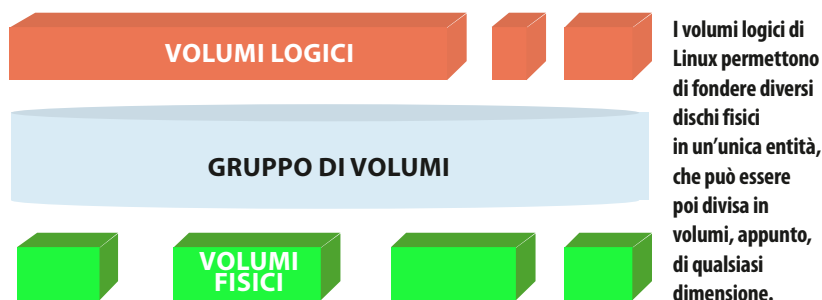 VOLUMI LOGICI
GRUPPO DI VOLUMI
VOLUMI
FISICI
I volumi logici di
Linux permettono
di fondere diversi
dischi fisici
in un’unica entità,
che può essere
poi divisa in
volumi, appunto,
di qualsiasi
dimensione.